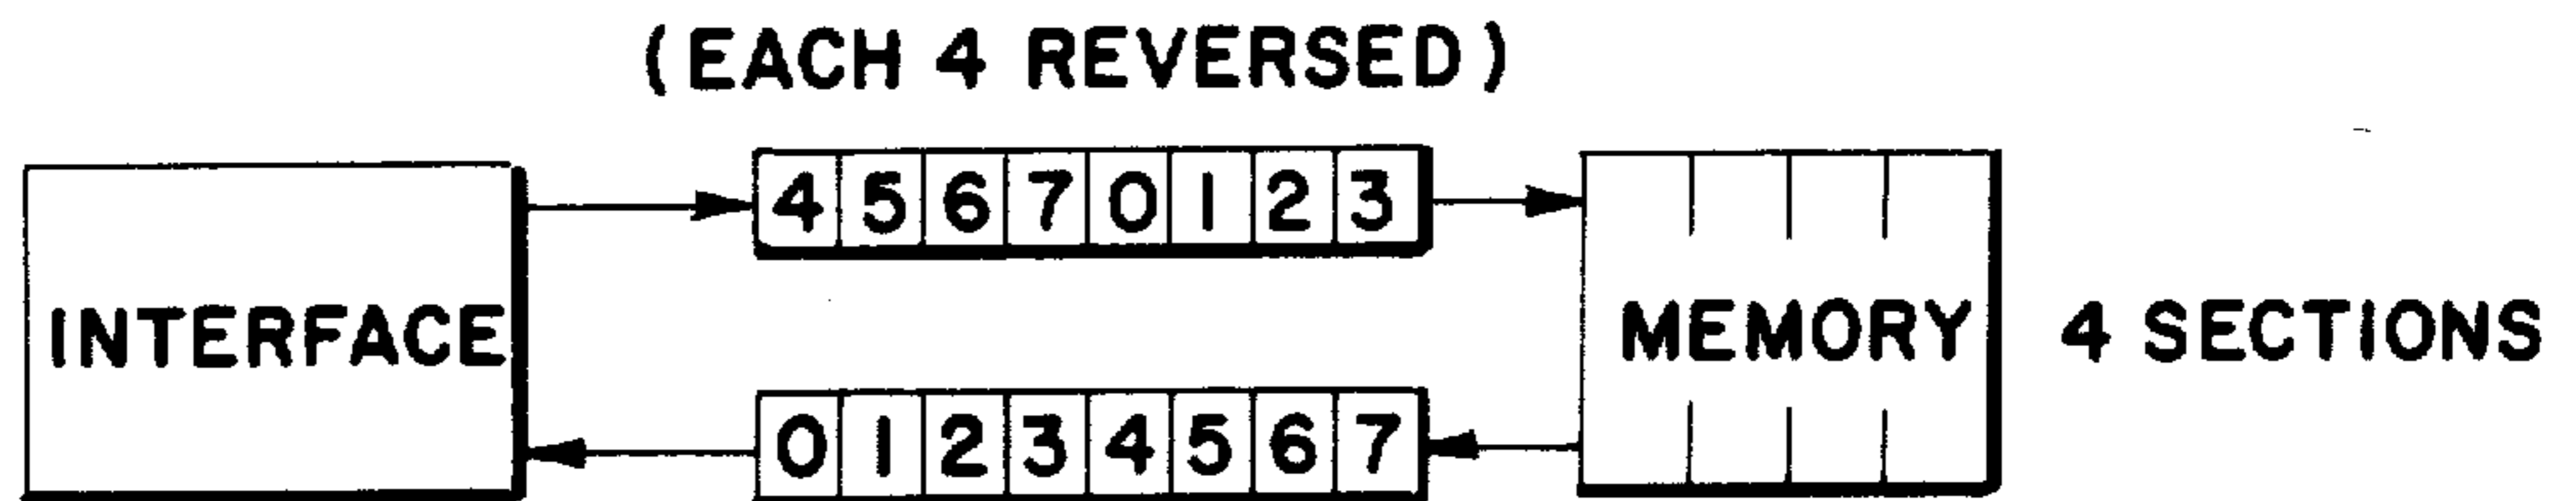 (EACH 4 REVERSED)
4 5 6 7 0 1 2 3
INTERFACE
MEMORY
4 SECTIONS
0 1 2 3 4 5 6 7